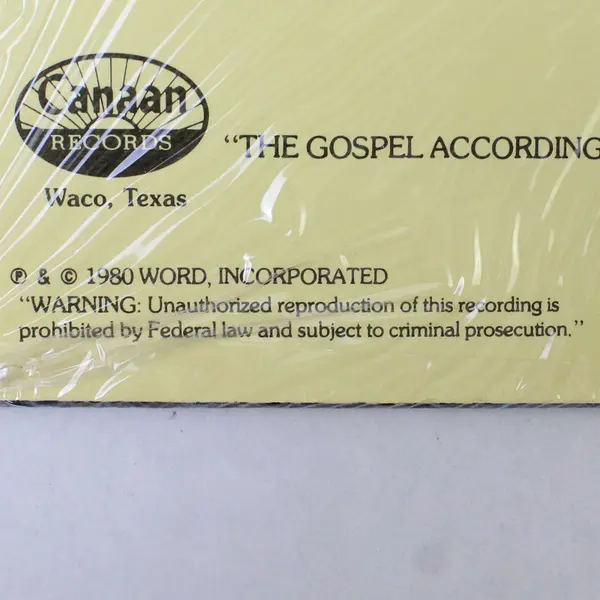 Canaan
RECORDS
Waco, Texas
“THE GOSPEL ACCORDING
℗ & © 1980 WORD, INCORPORATED
“WARNING: Unauthorized reproduction of this recording is
prohibited by Federal law and subject to criminal prosecution.”